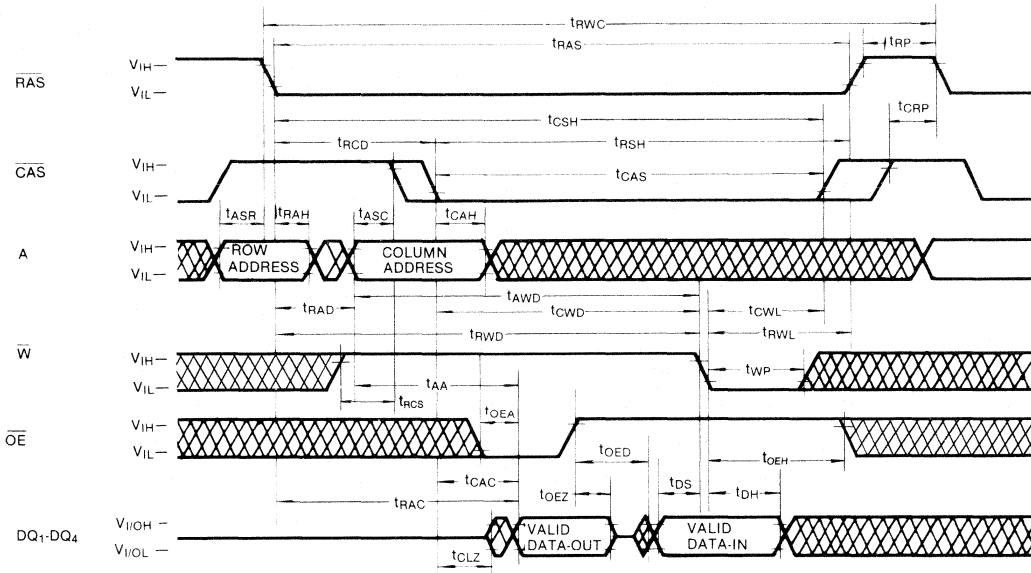 tRWC
tRAS tRP
RAS VIH
VIL
tCSH tCRP
tRCD tRSH
CAS VIH
tCAS
VIL
tASR tRAH tASC tCAH
A VIH
ROW ADDRESS COLUMN ADDRESS
VIL
tAWD
tRAD tCWD tCWL
tRWD tRWL
W VIH
tAA tWP
VIL
tRCS
tOEA
OE VIH
VIL
tOED tOEH
tCAC
tRAC tOEZ tDS tDH
DQ1-DQ4 VI/OH
VALID DATA-OUT VALID DATA-IN
VI/OL
tCLZ